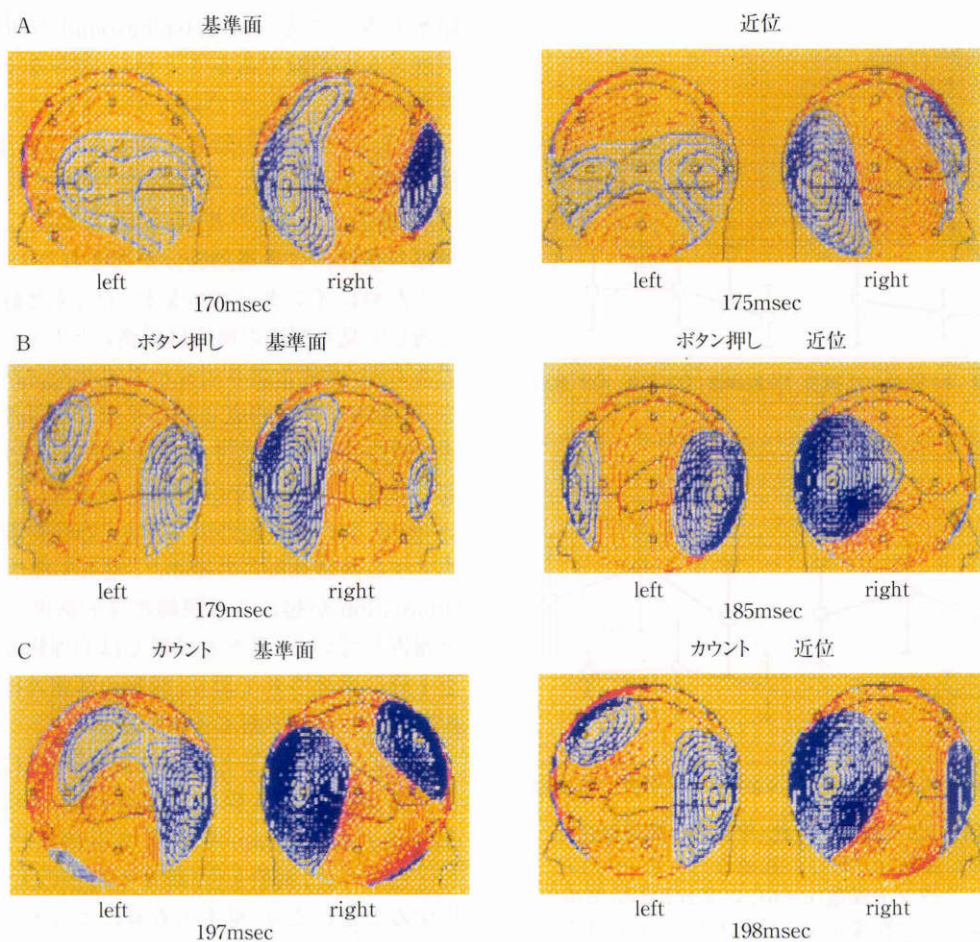 A 基準面 近位
left right left right
170msec 175msec
B ボタン押し 基準面 ボタン押し 近位
left right left right
179msec 185msec
C カウント 基準面 カウント 近位
left right left right
197msec 198msec